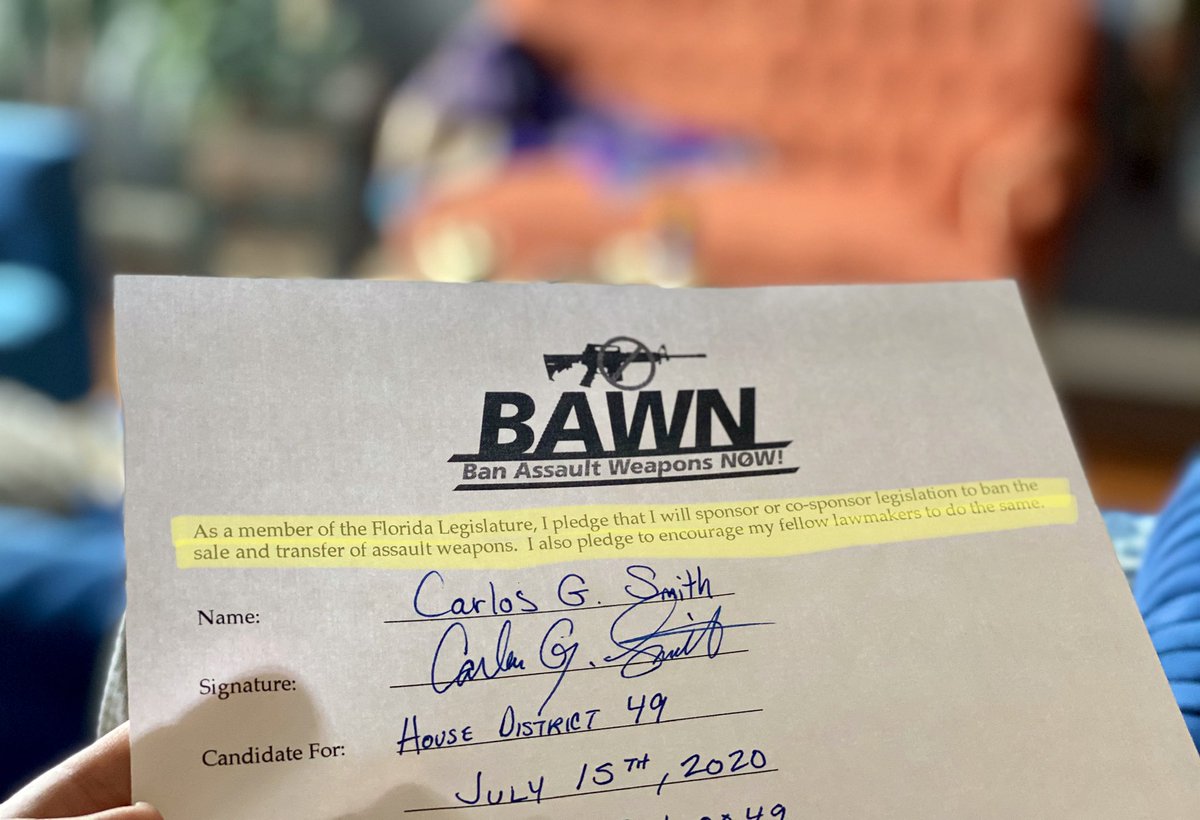 BAWN
Ban Assault Weapons NØW!
As a member of the Florida Legislature, I pledge that I will sponsor or co-sponsor legislation to ban the
sale and transfer of assault weapons. I also pledge to encourage my fellow lawmakers to do the same.
Name: Carlos G. Smith
Signature: Carlos G. Smith
Candidate For: House District 49
July 15th, 2020
49